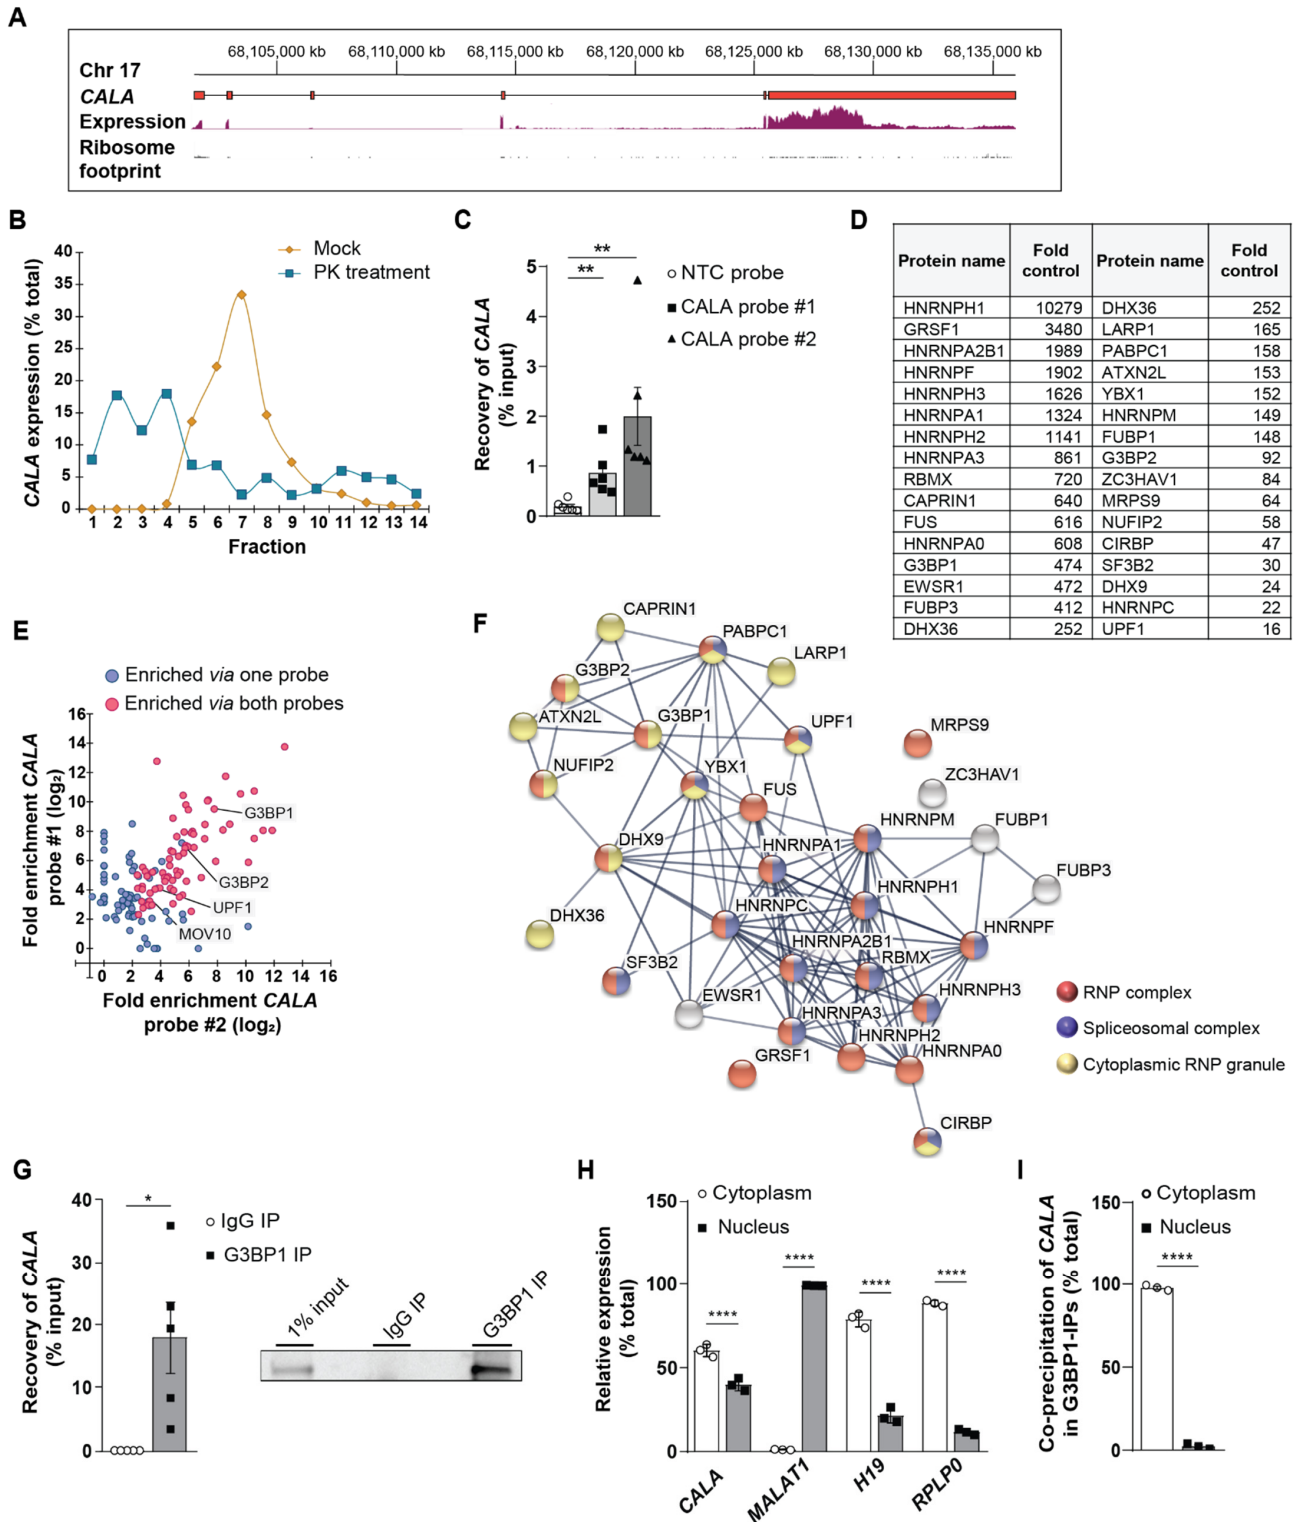 A
68,105,000 kb 68,110,000 kb 68,115,000 kb 68,120,000 kb 68,125,000 kb 68,130,000 kb 68,135,000 kb
Chr 17
CALA
Expression
Ribosome
footprint
B
CALA expression (% total)
40
35
30
25
20
15
10
5
0
Mock
PK treatment
1 2 3 4 5 6 7 8 9 10 11 12 13 14
Fraction
C
Recovery of CALA
(% input)
5
4
3
2
1
0
**
**
NTC probe
CALA probe #1
CALA probe #2
D
Protein name Fold control Protein name Fold control
HNRNPH1 10279 DHX36 252
GRSF1 3480 LARP1 165
HNRNPA2B1 1989 PABPC1 158
HNRNPF 1902 ATXN2L 153
HNRNPH3 1626 YBX1 152
HNRNPA1 1324 HNRNPM 149
HNRNPH2 1141 FUBP1 148
HNRNPA3 861 G3BP2 92
RBMX 720 ZC3HAV1 84
CAPRIN1 640 MRPS9 64
FUS 616 NUFIP2 58
HNRNPA0 608 CIRBP 47
G3BP1 474 SF3B2 30
EWSR1 472 DHX9 24
FUBP3 412 HNRNPC 22
DHX36 252 UPF1 16
E
Enriched via one probe
Enriched via both probes
Fold enrichment CALA
probe #1 (log₂)
16
14
12
10
8
6
4
2
0
G3BP1
G3BP2
UPF1
MOV10
0 2 4 6 8 10 12 14 16
Fold enrichment CALA
probe #2 (log₂)
F
CAPRIN1
PABPC1
LARP1
G3BP2
ATXN2L
G3BP1
UPF1
MRPS9
NUFIP2
YBX1
ZC3HAV1
FUS
HNRNPM
FUBP1
DHX9
HNRNPA1
FUBP3
HNRNPH1
HNRNPC
DHX36
HNRNPF
HNRNPA2B1
SF3B2
RBMX
EWSR1
HNRNPH3
HNRNPA3
HNRNPH2
GRSF1
HNRNPA0
CIRBP
RNP complex
Spliceosomal complex
Cytoplasmic RNP granule
G
Recovery of CALA
(% input)
40
30
20
10
0
*
IgG IP
G3BP1 IP
1% input
IgG IP
G3BP1 IP
H
Relative expression
(% total)
150
100
50
0
Cytoplasm
Nucleus
****
****
****
****
CALA
MALAT1
H19
RPLP0
I
Co-precipitation of CALA
in G3BP1-IPs (% total)
150
100
50
0
Cytoplasm
Nucleus
****